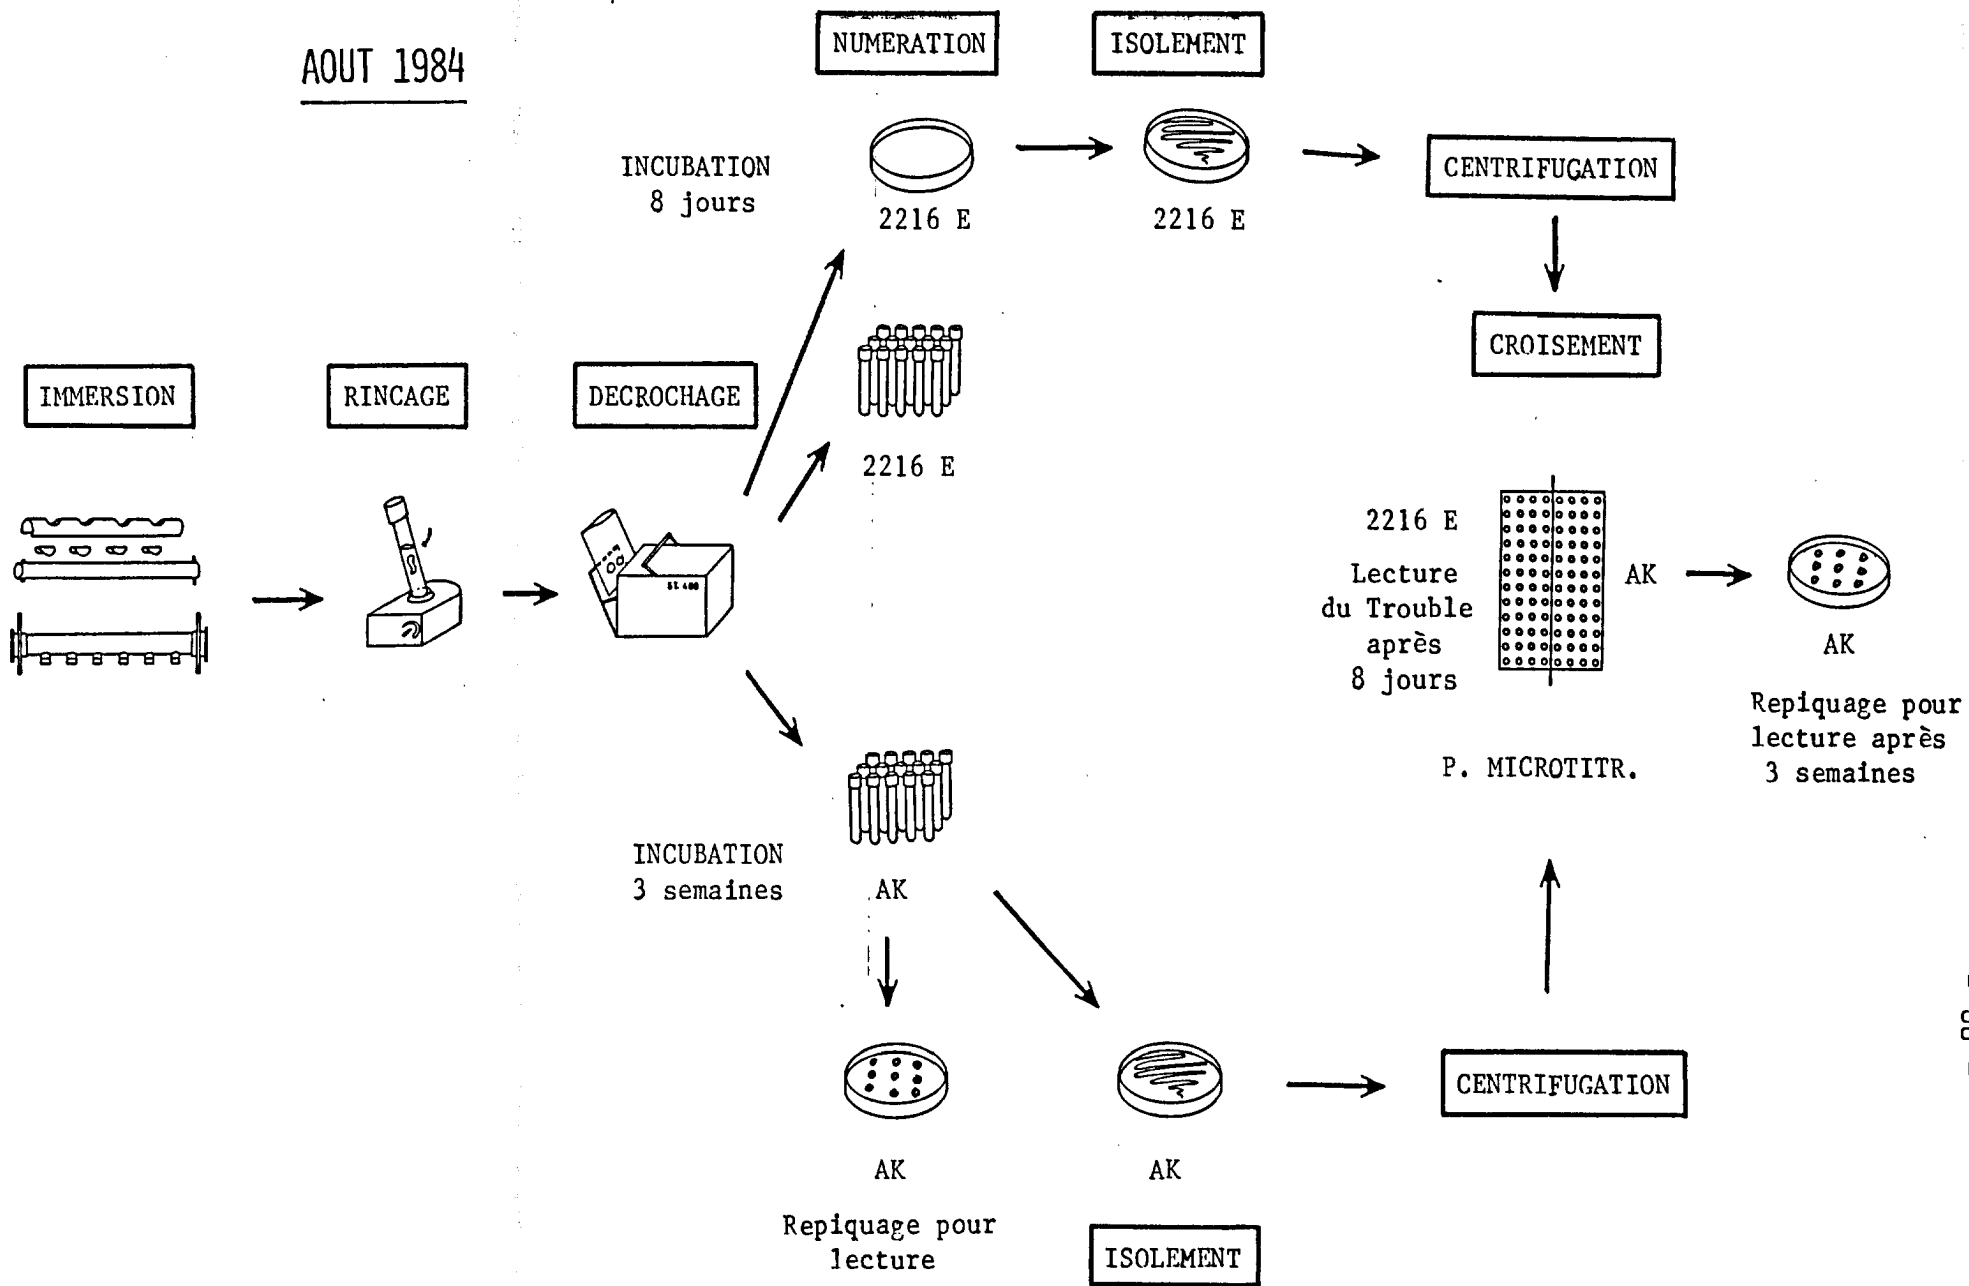 AOUT 1984
NUMERATION
ISOLEMENT
INCUBATION
8 jours
2216 E
2216 E
CENTRIFUGATION
CROISEMENT
IMMERSION
RINCAGE
DECROCHAGE
2216 E
2216 E
Lecture
du Trouble
après
8 jours
AK
P. MICROTITR.
AK
Repiquage pour
lecture après
3 semaines
INCUBATION
3 semaines
AK
AK
Repiquage pour
lecture
AK
ISOLEMENT
CENTRIFUGATION